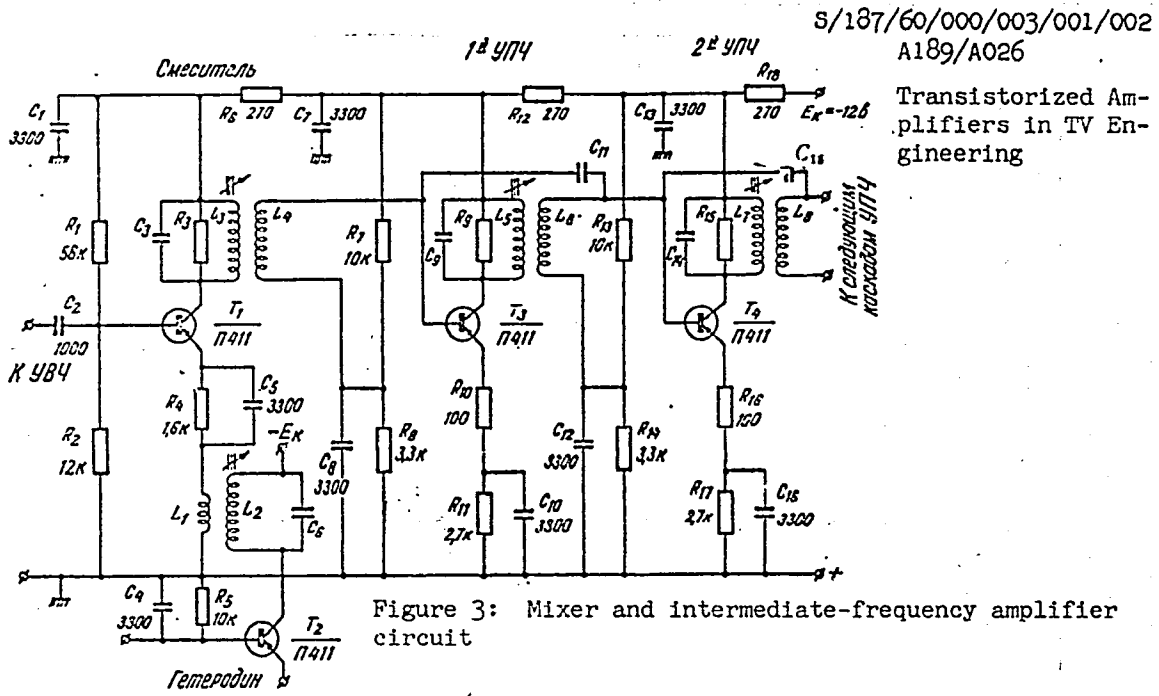 S/187/60/000/003/001/002
A189/A026
Transistorized Am-
plifiers in TV En-
gineering
Смеситель
1й УПЧ
2й УПЧ
C1
3300
R6 270
C7 3300
R12 270
C13 3300
R18
270
Eк=-12в
C11
R1
56к
C3
R3
L3
L4
R7
10к
C9
R9
L5
L6
R13
10к
C14
R15
L7
L8
К следующим
каскадам УПЧ
C2
1000
К УВЧ
T1
П411
T3
П411
T4
П411
R4
1,6к
C5
3300
R10
100
R16
100
R2
12к
-Eк
C8
3300
R8
3,3к
C12
3300
R14
3,3к
L1
L2
C6
R11
2,7к
C10
3300
R17
2,7к
3300
+
C4
3300
R5
10к
T2
П411
Гетеродин
Figure 3: Mixer and intermediate-frequency amplifier
circuit